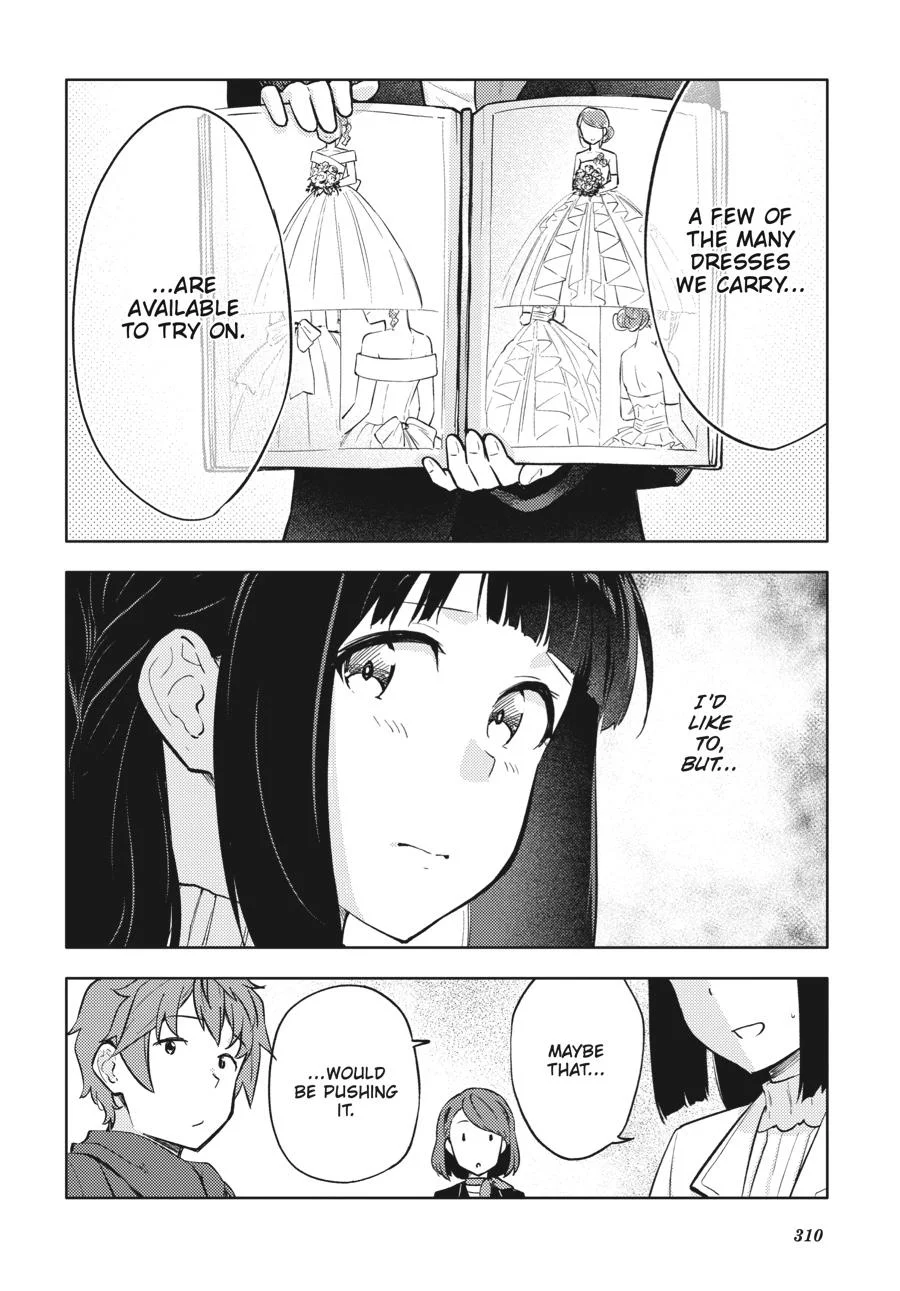 A FEW OF
THE MANY
DRESSES
WE CARRY...
...ARE
AVAILABLE
TO TRY ON.
I'D
LIKE
TO,
BUT...
MAYBE
THAT...
...WOULD
BE PUSHING
IT.
310